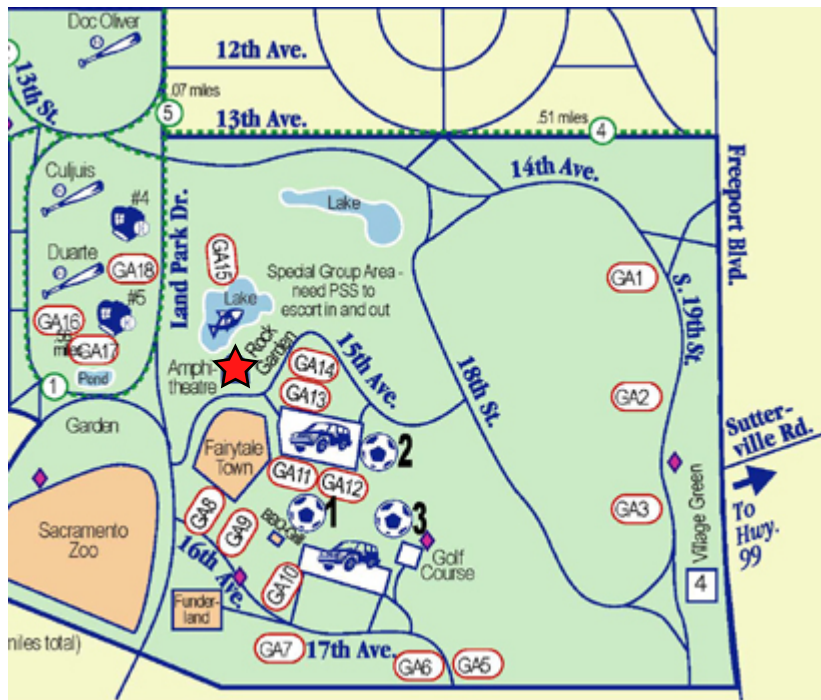 Doc Oliver
12th Ave.
13th St.
.07 miles
5
13th Ave.
.51 miles
4
Culjuis
#4
Land Park Dr.
14th Ave.
Freeport Blvd.
Lake
Duarte
GA18
GA15
Special Group Area -
need PSS to
escort in and out
GA1
S. 19th St.
#5
GA16
GA17
miles
Lake
Rock
Garden
Amphi-
theatre
Pond
1
GA14
GA13
15th Ave.
18th St.
GA2
Garden
Fairytale
Town
2
Sutter-
ville Rd.
GA11
GA12
To
Hwy.
99
Sacramento
Zoo
GA8
GA9
BBQ-Grill
1
3
GA3
Village Green
4
16th Ave.
GA10
Golf
Course
Funder-
land
miles total)
GA7
17th Ave.
GA6
GA5